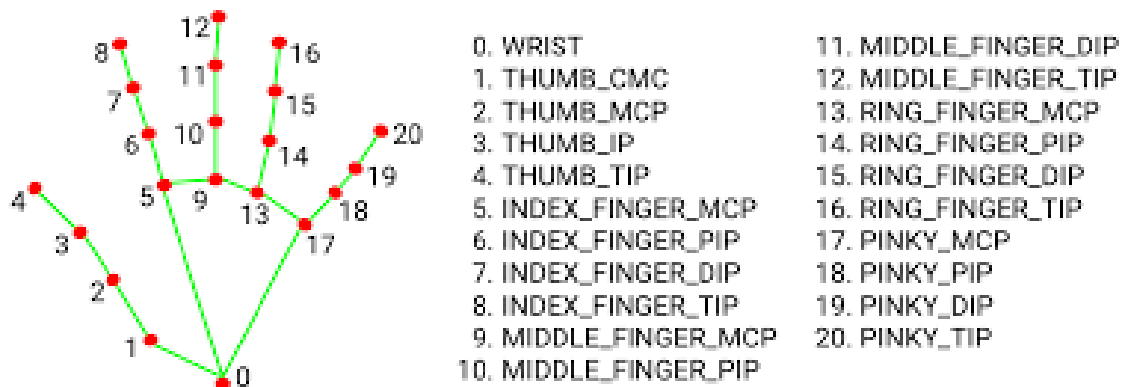 12
8
16
11
7
15
10
6
14
20
19
4
5
9
13
18
3
17
2
1
0
0. WRIST
1. THUMB_CMC
2. THUMB_MCP
3. THUMB_IP
4. THUMB_TIP
5. INDEX_FINGER_MCP
6. INDEX_FINGER_PIP
7. INDEX_FINGER_DIP
8. INDEX_FINGER_TIP
9. MIDDLE_FINGER_MCP
10. MIDDLE_FINGER_PIP
11. MIDDLE_FINGER_DIP
12. MIDDLE_FINGER_TIP
13. RING_FINGER_MCP
14. RING_FINGER_PIP
15. RING_FINGER_DIP
16. RING_FINGER_TIP
17. PINKY_MCP
18. PINKY_PIP
19. PINKY_DIP
20. PINKY_TIP